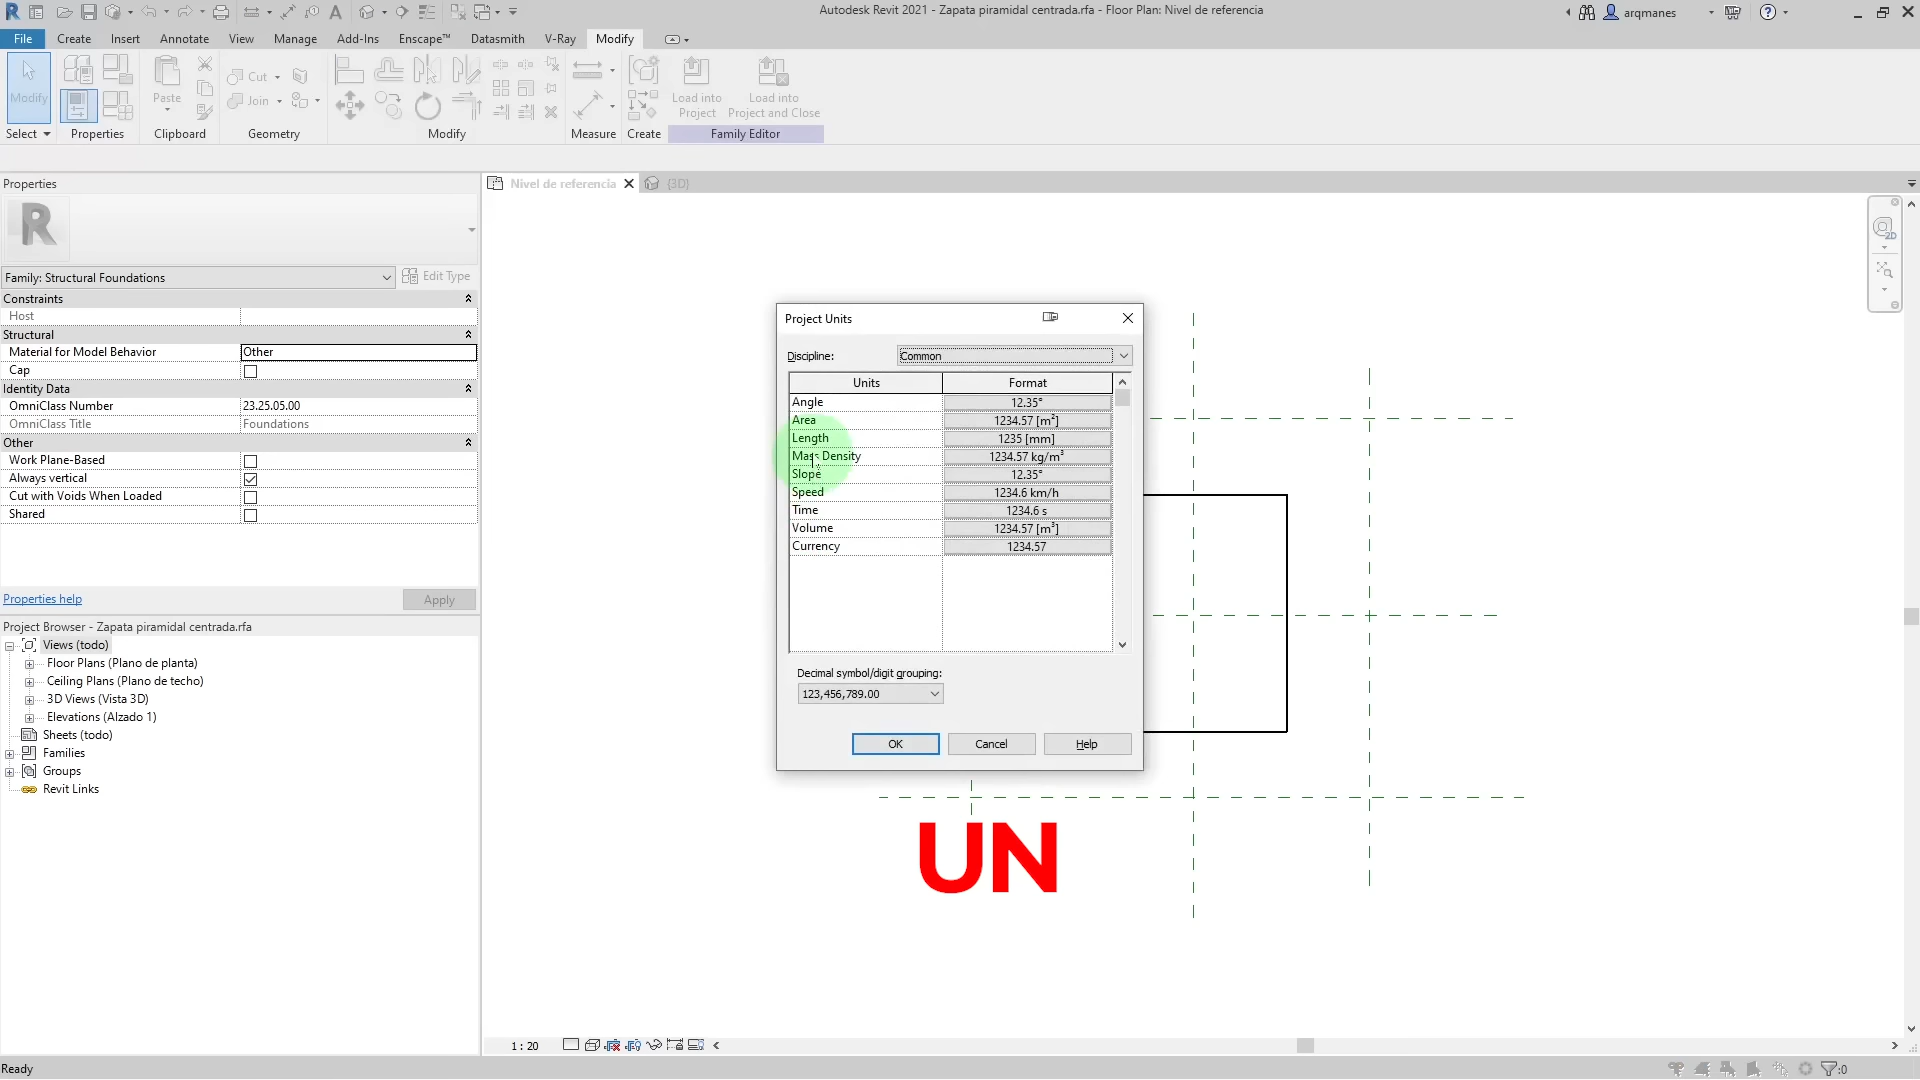 Autodesk Revit 2021 - Zapata piramidal centrada.rfa - Floor Plan: Nivel de referencia
arqmanes
File Create Insert Annotate View Manage Add-Ins Enscape™ Datasmith V-Ray Modify
Modify
Paste
Cut
Join
Load into Project
Load into Project and Close
Select Properties Clipboard Geometry Modify Measure Create Family Editor
Properties
Nivel de referencia
{3D}
R
2D
Family: Structural Foundations
Edit Type
Constraints
Host
Structural
Material for Model Behavior Other
Cap
Identity Data
OmniClass Number 23.25.05.00
OmniClass Title Foundations
Other
Work Plane-Based
Always vertical
Cut with Voids When Loaded
Shared
Properties help
Apply
Project Browser - Zapata piramidal centrada.rfa
Views (todo)
Floor Plans (Plano de planta)
Ceiling Plans (Plano de techo)
3D Views (Vista 3D)
Elevations (Alzado 1)
Sheets (todo)
Families
Groups
Revit Links
Project Units
Discipline: Common
Units Format
Angle 12.35°
Area 1234.57 [m²]
Length 1235 [mm]
Mass Density 1234.57 kg/m³
Slope 12.35°
Speed 1234.6 km/h
Time 1234.6 s
Volume 1234.57 [m³]
Currency 1234.57
Decimal symbol/digit grouping:
123,456,789.00
OK Cancel Help
UN
1 : 20
Ready
:0